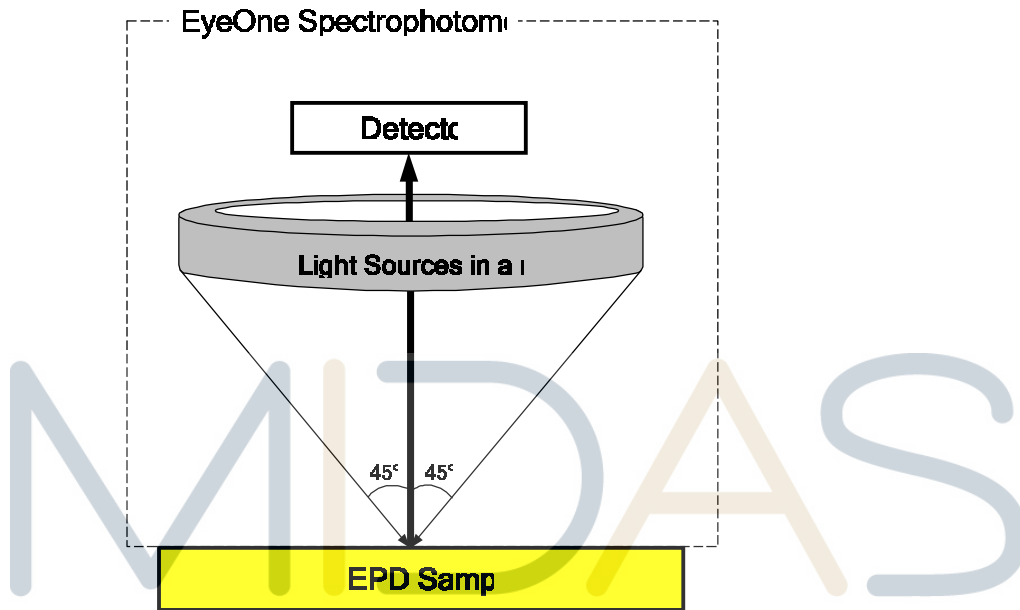 EyeOne Spectrophotom
Detecto
Light Sources in a r
45° 45°
EPD Samp
MIDAS